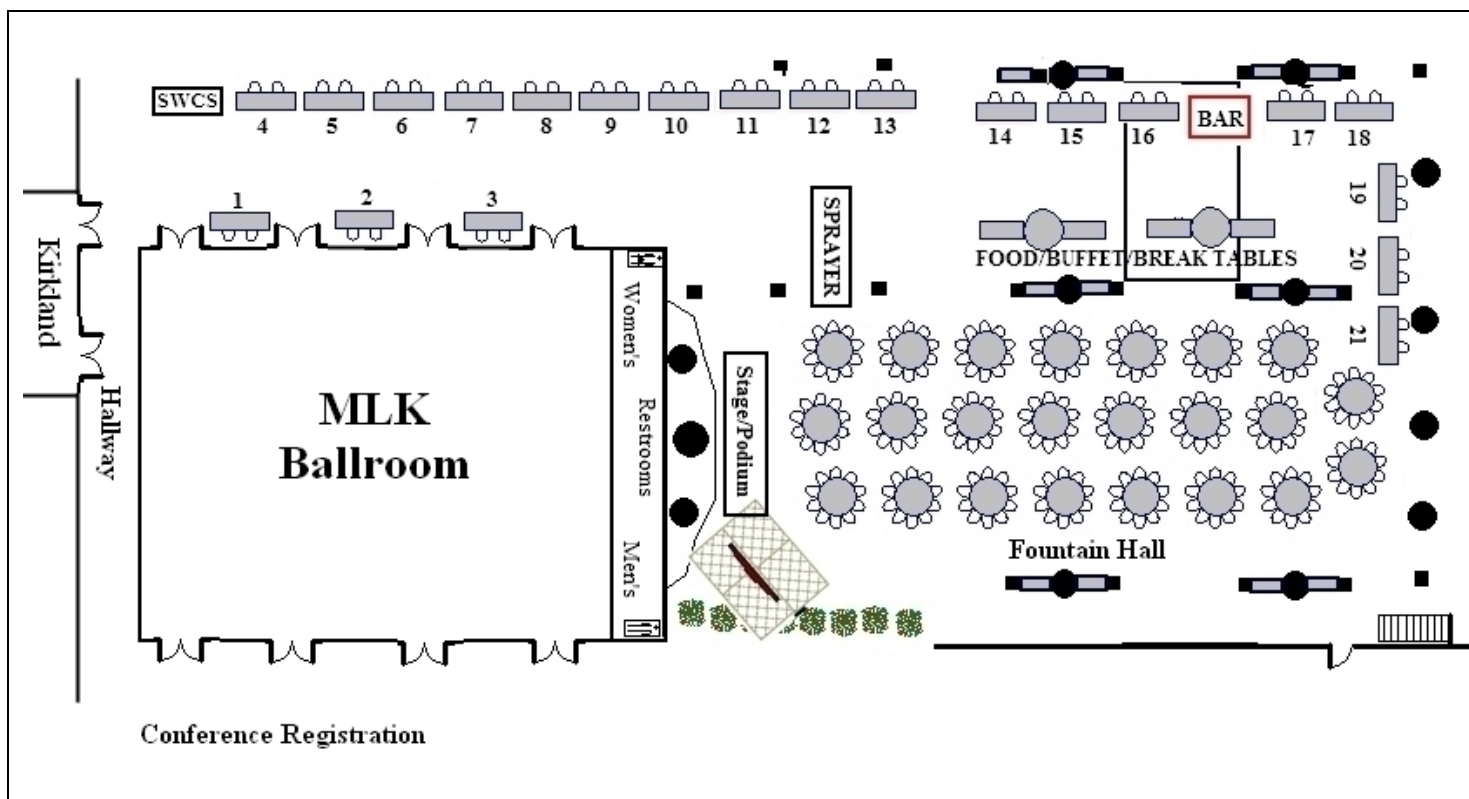 SWCS
4 5 6 7 8 9 10 11 12 13
14 15 16 BAR 17 18
1 2 3
19
20
21
SPRAYER
FOOD/BUFFET/BREAK TABLES
Kirkland
Hallway
MLK
Ballroom
Women's
Restrooms
Men's
Stage/Podium
Fountain Hall
Conference Registration